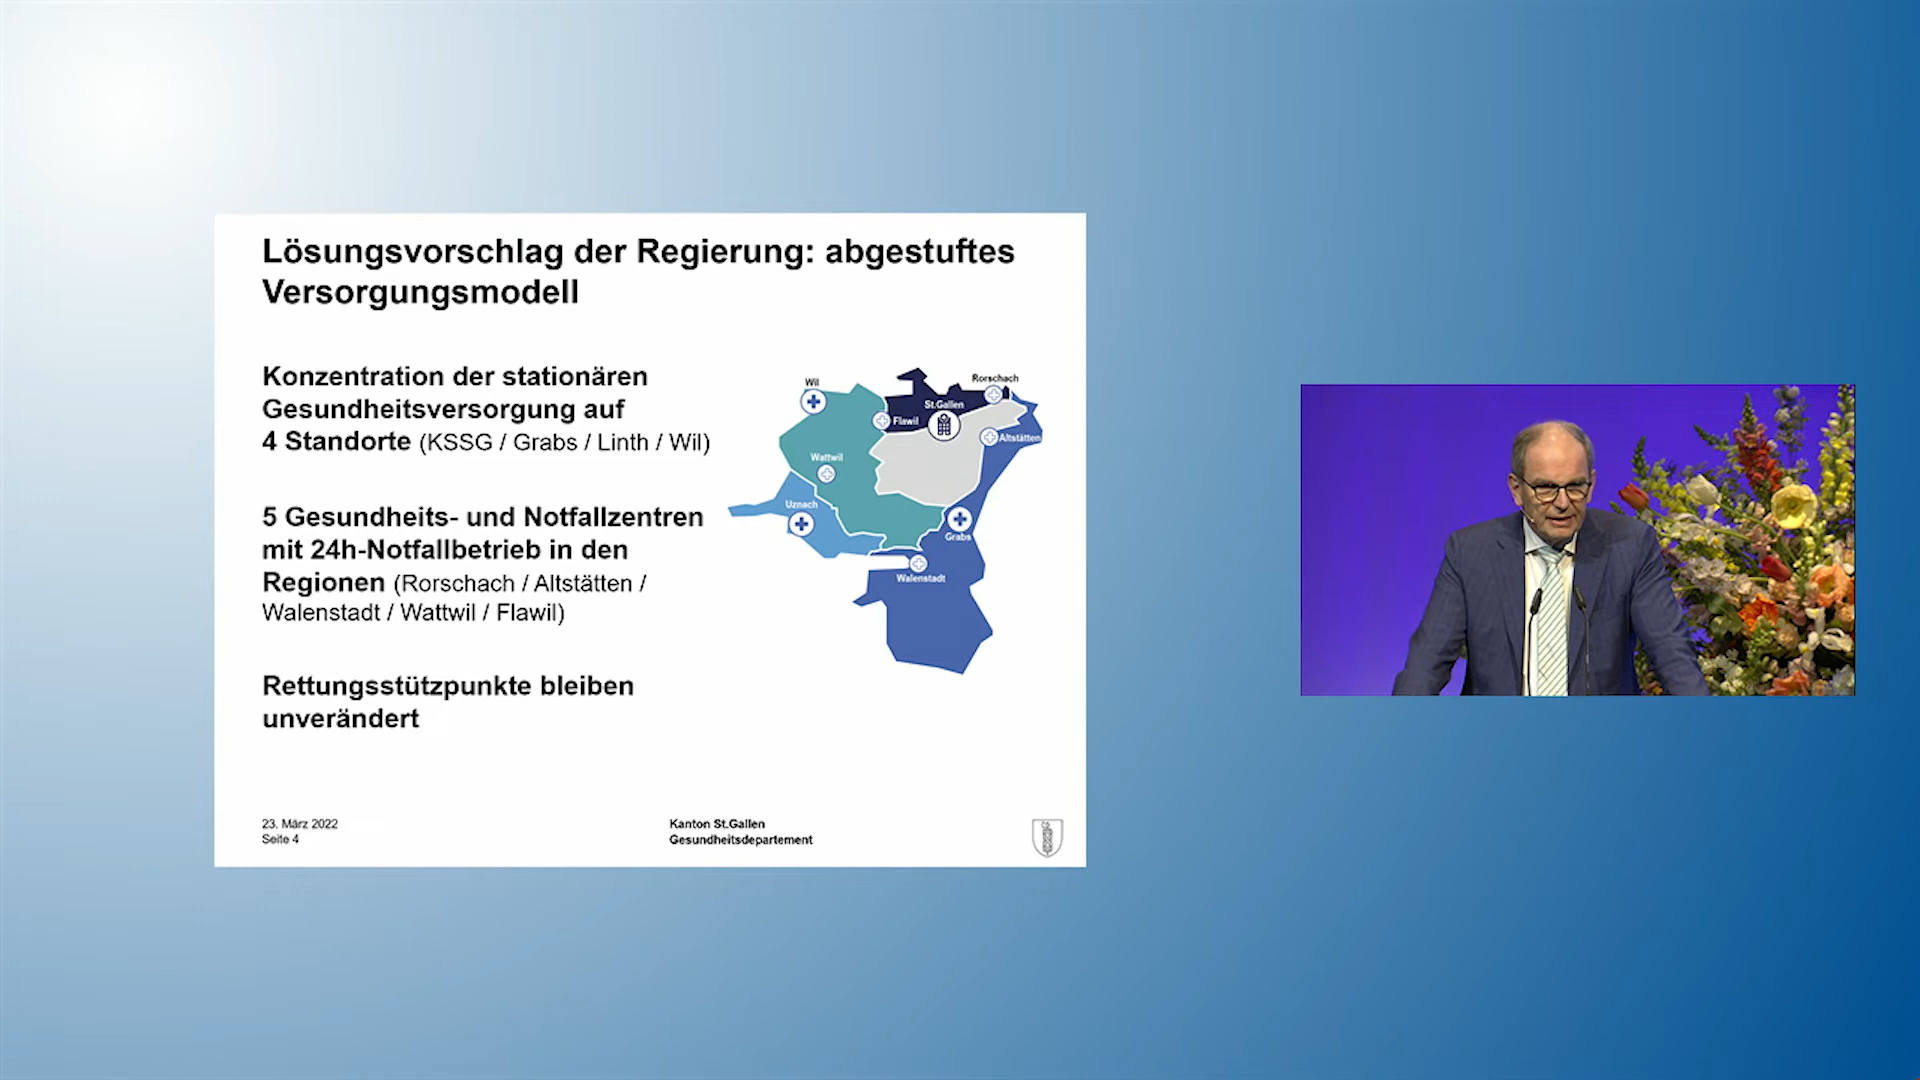 Lösungsvorschlag der Regierung: abgestuftes
Versorgungsmodell
Konzentration der stationären
Gesundheitsversorgung auf
4 Standorte (KSSG / Grabs / Linth / Wil)
5 Gesundheits- und Notfallzentren
mit 24h-Notfallbetrieb in den
Regionen (Rorschach / Altstätten /
Walenstadt / Wattwil / Flawil)
Rettungsstützpunkte bleiben
unverändert
Wil
Rorschach
St.Gallen
Flawil
Altstätten
Wattwil
Uznach
Grabs
Walenstadt
23. März 2022
Seite 4
Kanton St.Gallen
Gesundheitsdepartement